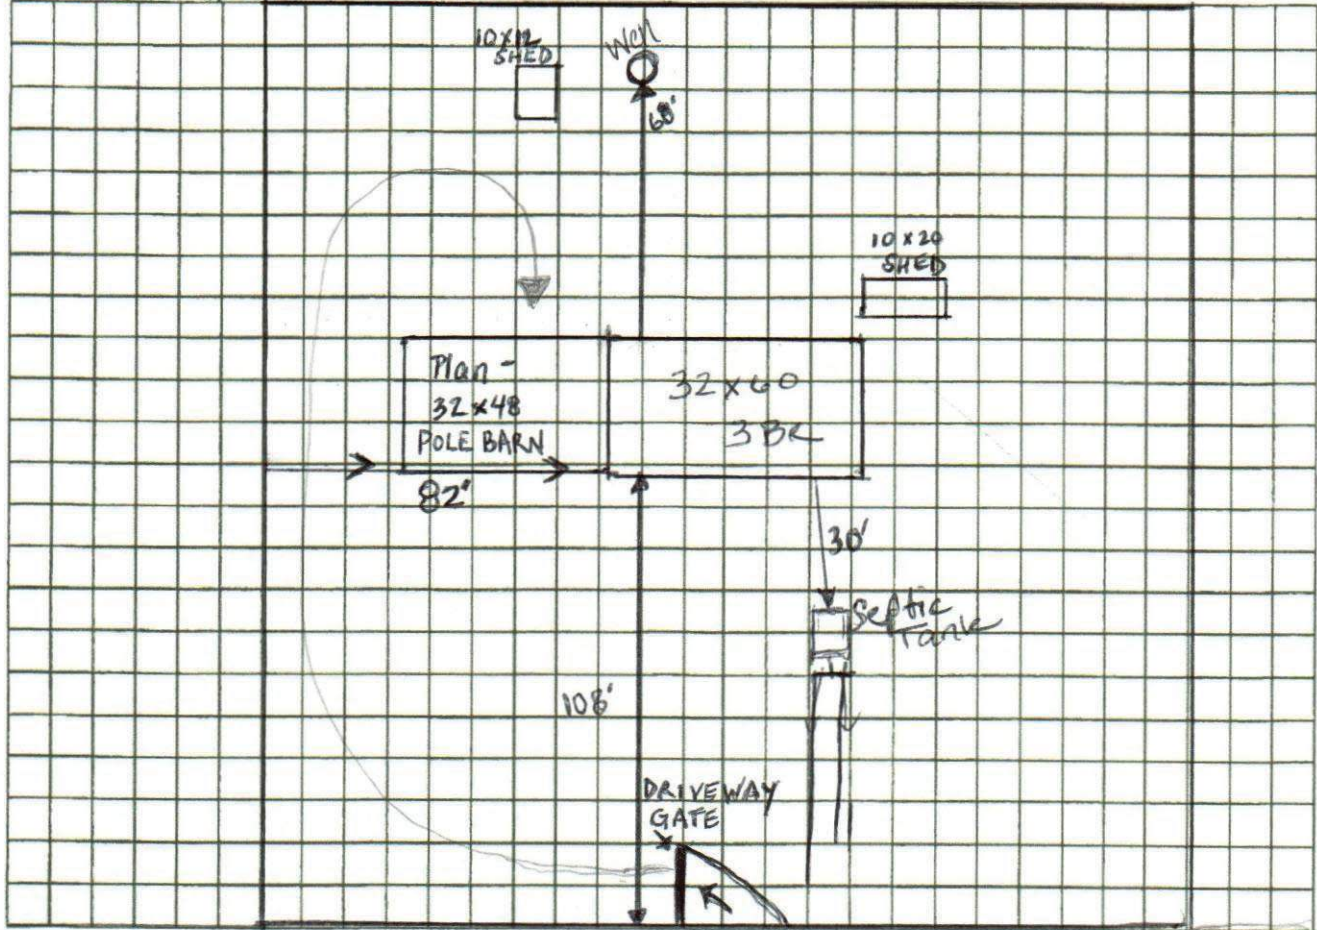 10X12
SHED
Well
68'
10 X 20
SHED
Plan -
32 x 48
POLE BARN
32 x 60
3 BR
82'
30'
Septic
Tank
108'
DRIVEWAY
GATE
X